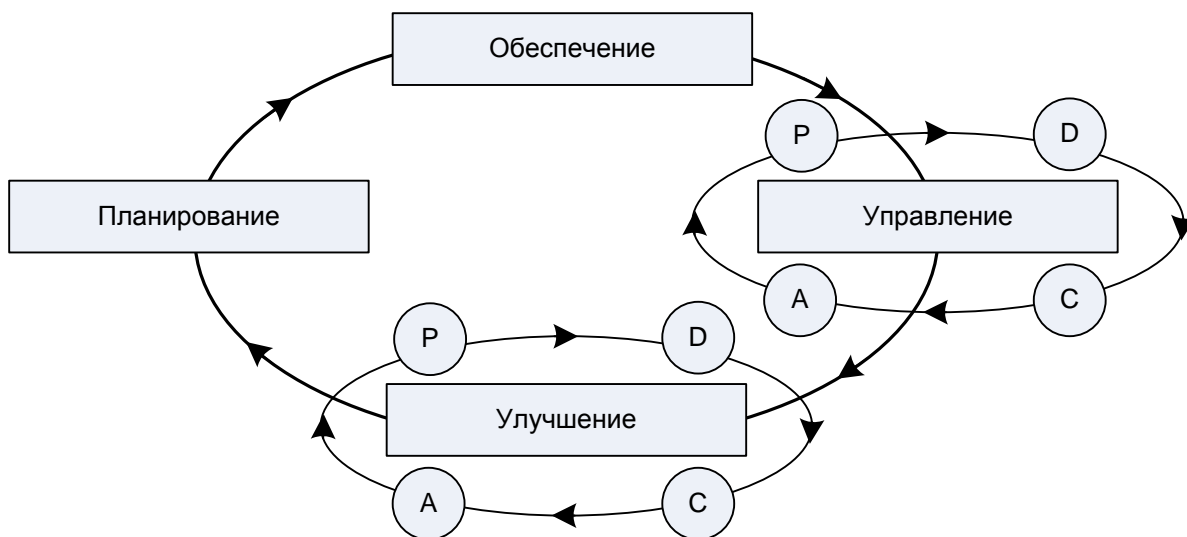 Обеспечение
P
D
Планирование
Управление
A
C
P
D
Улучшение
A
C